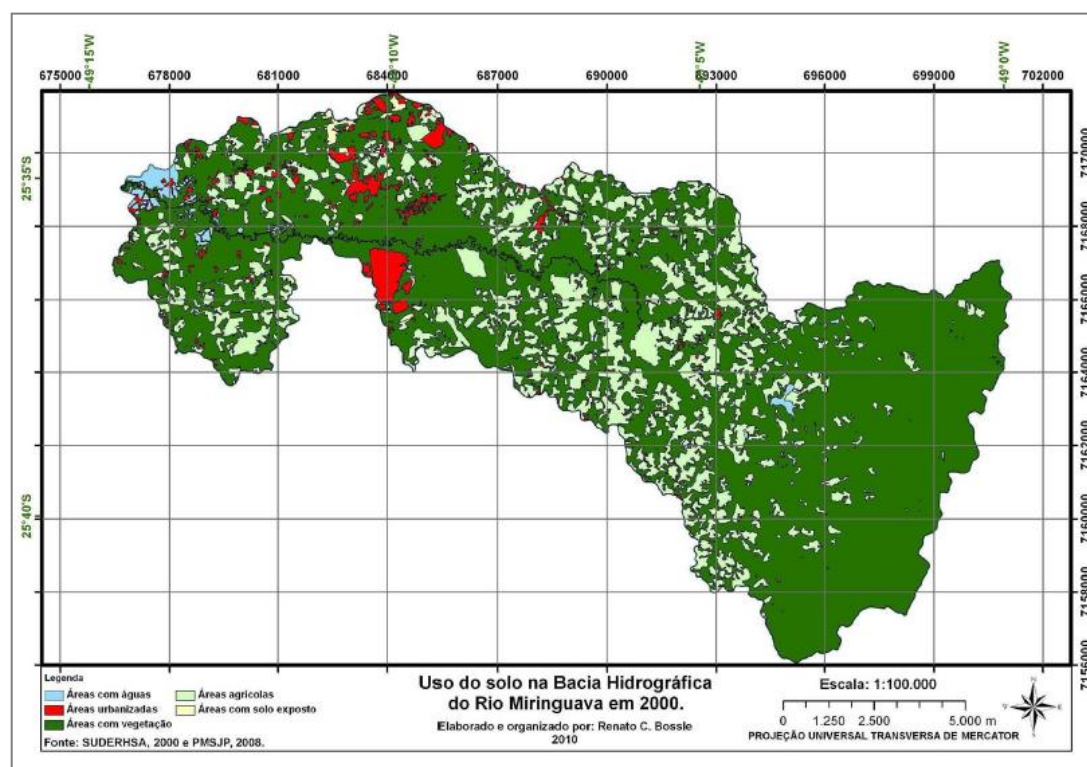 49°15'W 49°10'W 49°5'W 49°0'W
675000 678000 681000 684000 687000 690000 693000 696000 699000 702000
25°35'S
25°40'S
7170000
7168000
7166000
7164000
7162000
7160000
7158000
7156000
Legenda
Áreas com águas
Áreas urbanizadas
Áreas com vegetação
Áreas agrícolas
Áreas com solo exposto
Fonte: SUDERHSA, 2000 e PMSJP, 2008.
Uso do solo na Bacia Hidrográfica
do Rio Miringuava em 2000.
Elaborado e organizado por: Renato C. Bossle
2010
Escala: 1:100.000
0 1.250 2.500 5.000 m
PROJEÇÃO UNIVERSAL TRANSVERSA DE MERCATOR